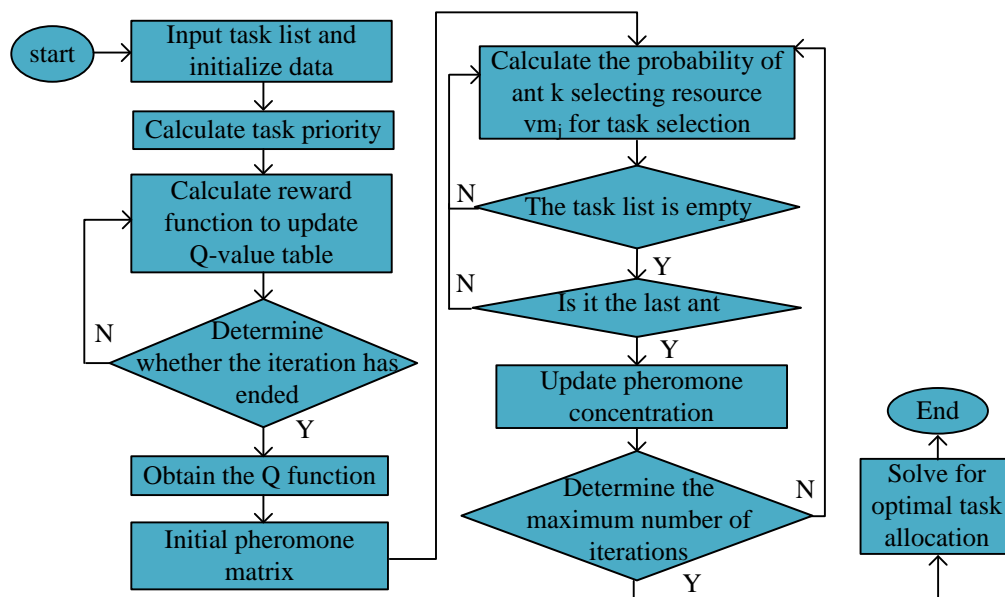 start
Input task list and
initialize data
Calculate task priority
Calculate reward
function to update
Q-value table
N
Determine
whether the iteration has
ended
Y
Obtain the Q function
Initial pheromone
matrix
Calculate the probability of
ant k selecting resource
vmj for task selection
N
The task list is empty
Y
N
Is it the last ant
Y
Update pheromone
concentration
Determine the
maximum number of
iterations
N
Y
End
Solve for
optimal task
allocation